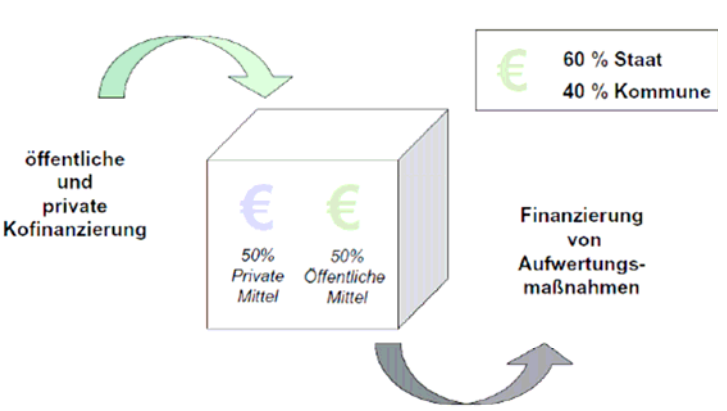 € 60 % Staat
40 % Kommune
öffentliche
und
private
Kofinanzierung
€ €
50% 50%
Private Öffentliche
Mittel Mittel
Finanzierung
von
Aufwertungs-
maßnahmen